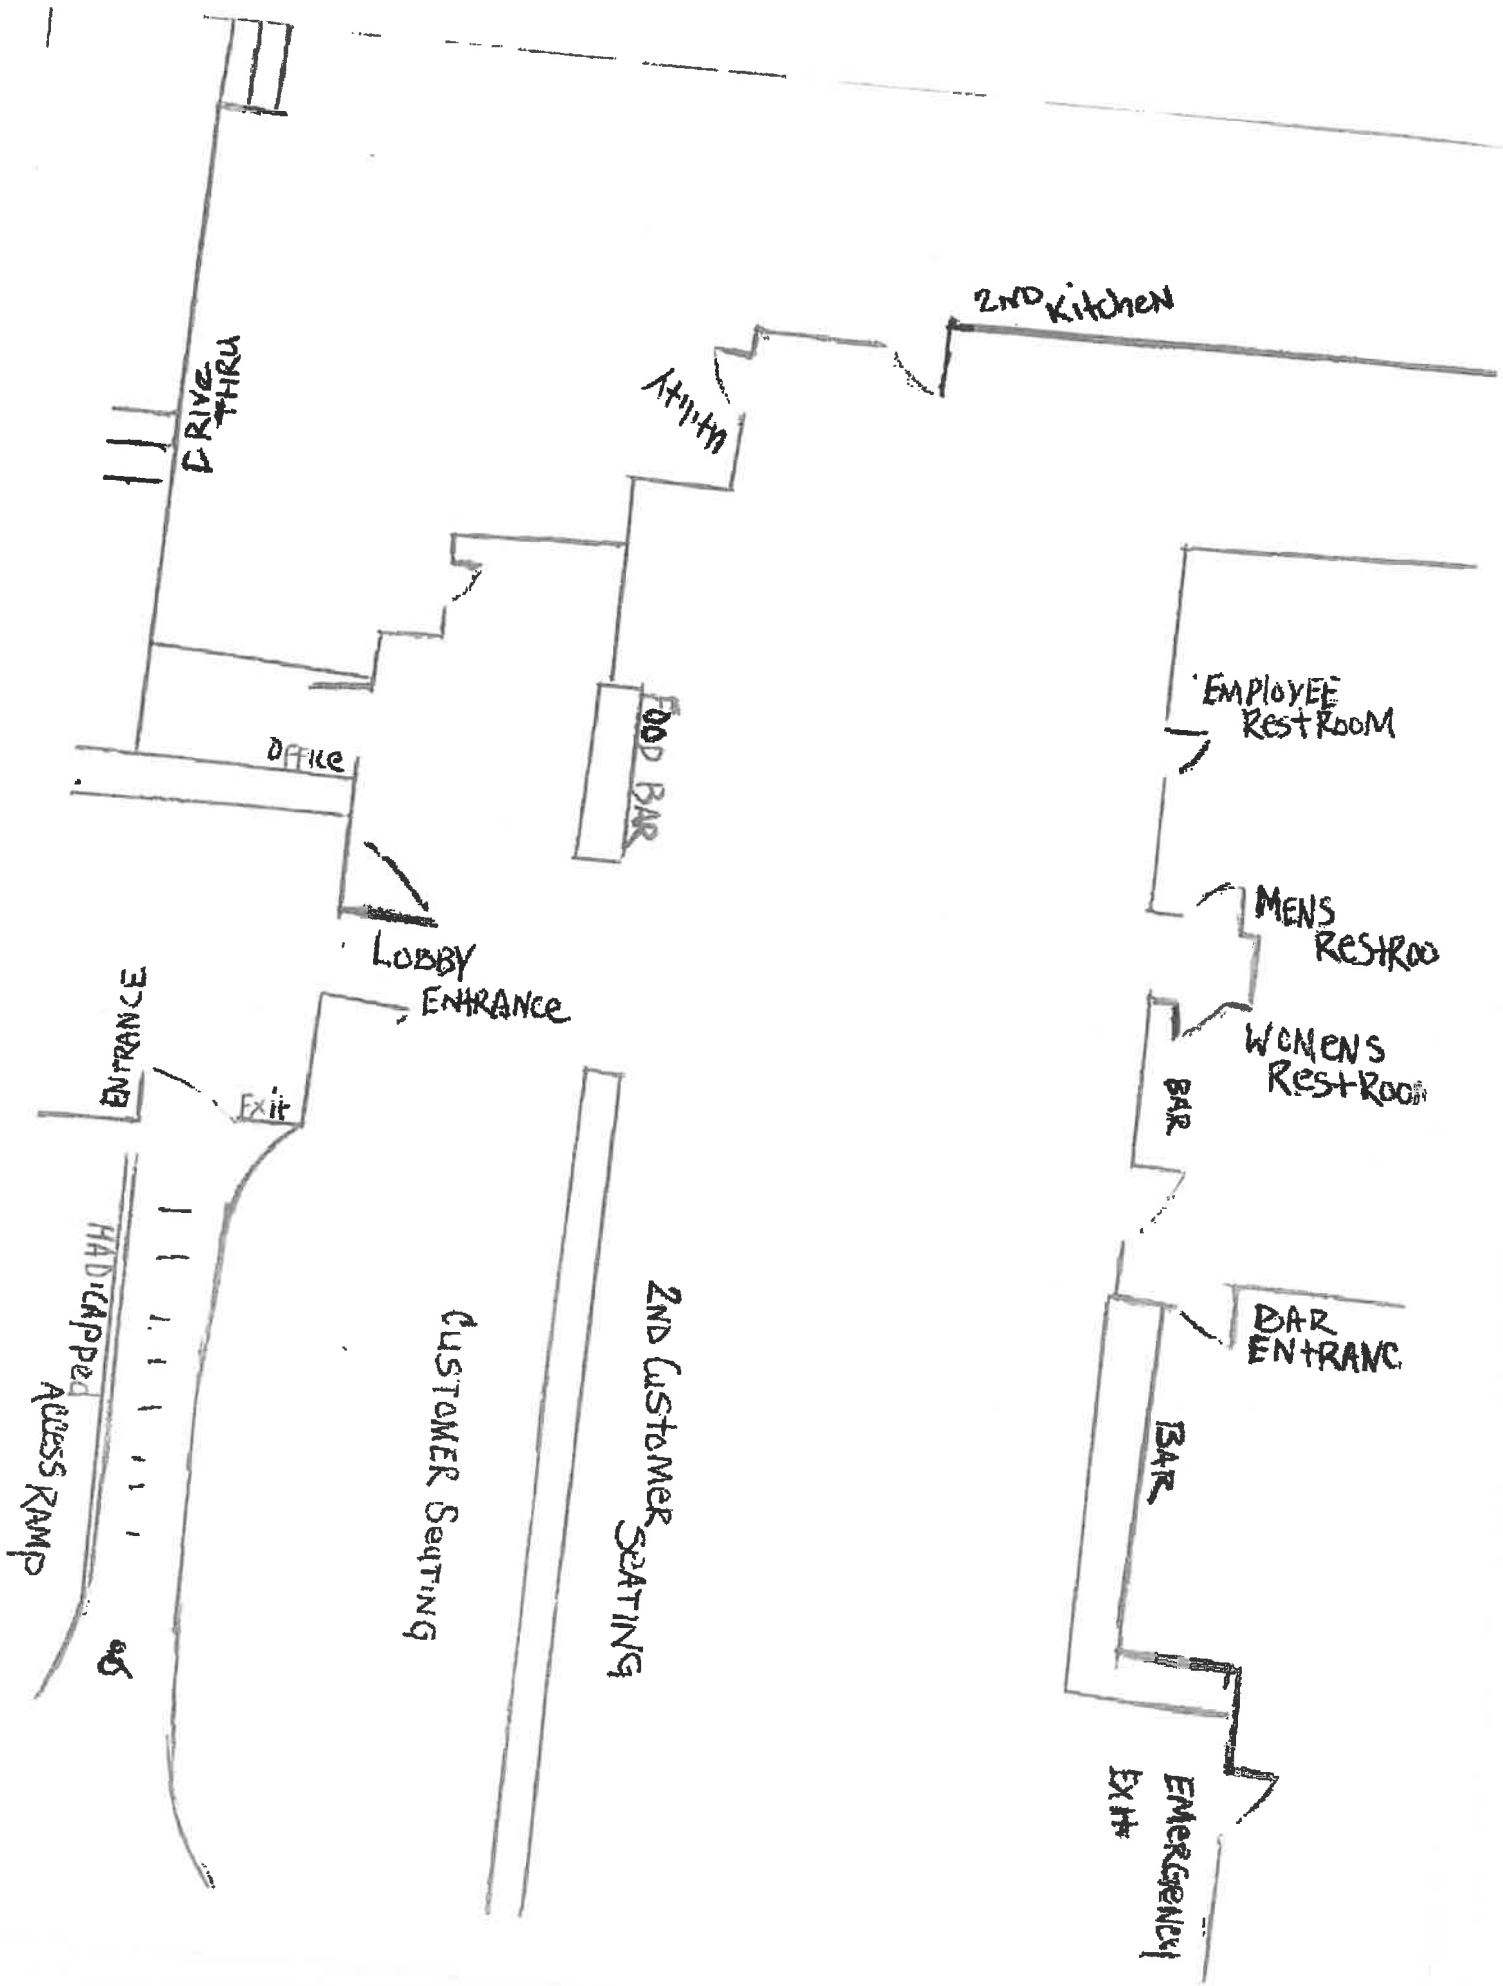 2ND Kitchen
DRIVE
THRU
Utility
EMPLOYEE
RestROOM
FOOD BAR
OFFICe
MENS
RestRoo
LOBBY
ENtRANCe
ENTRANCE
WOMENS
RestRoo
Exit
BAR
HADiCAPPed
ACCeSS RAMP
BAR
ENtRANC
2ND CUSTOMER
SEATING
CUSTOMER SeaTiNG
BAR
EMerGeNcy
EXit